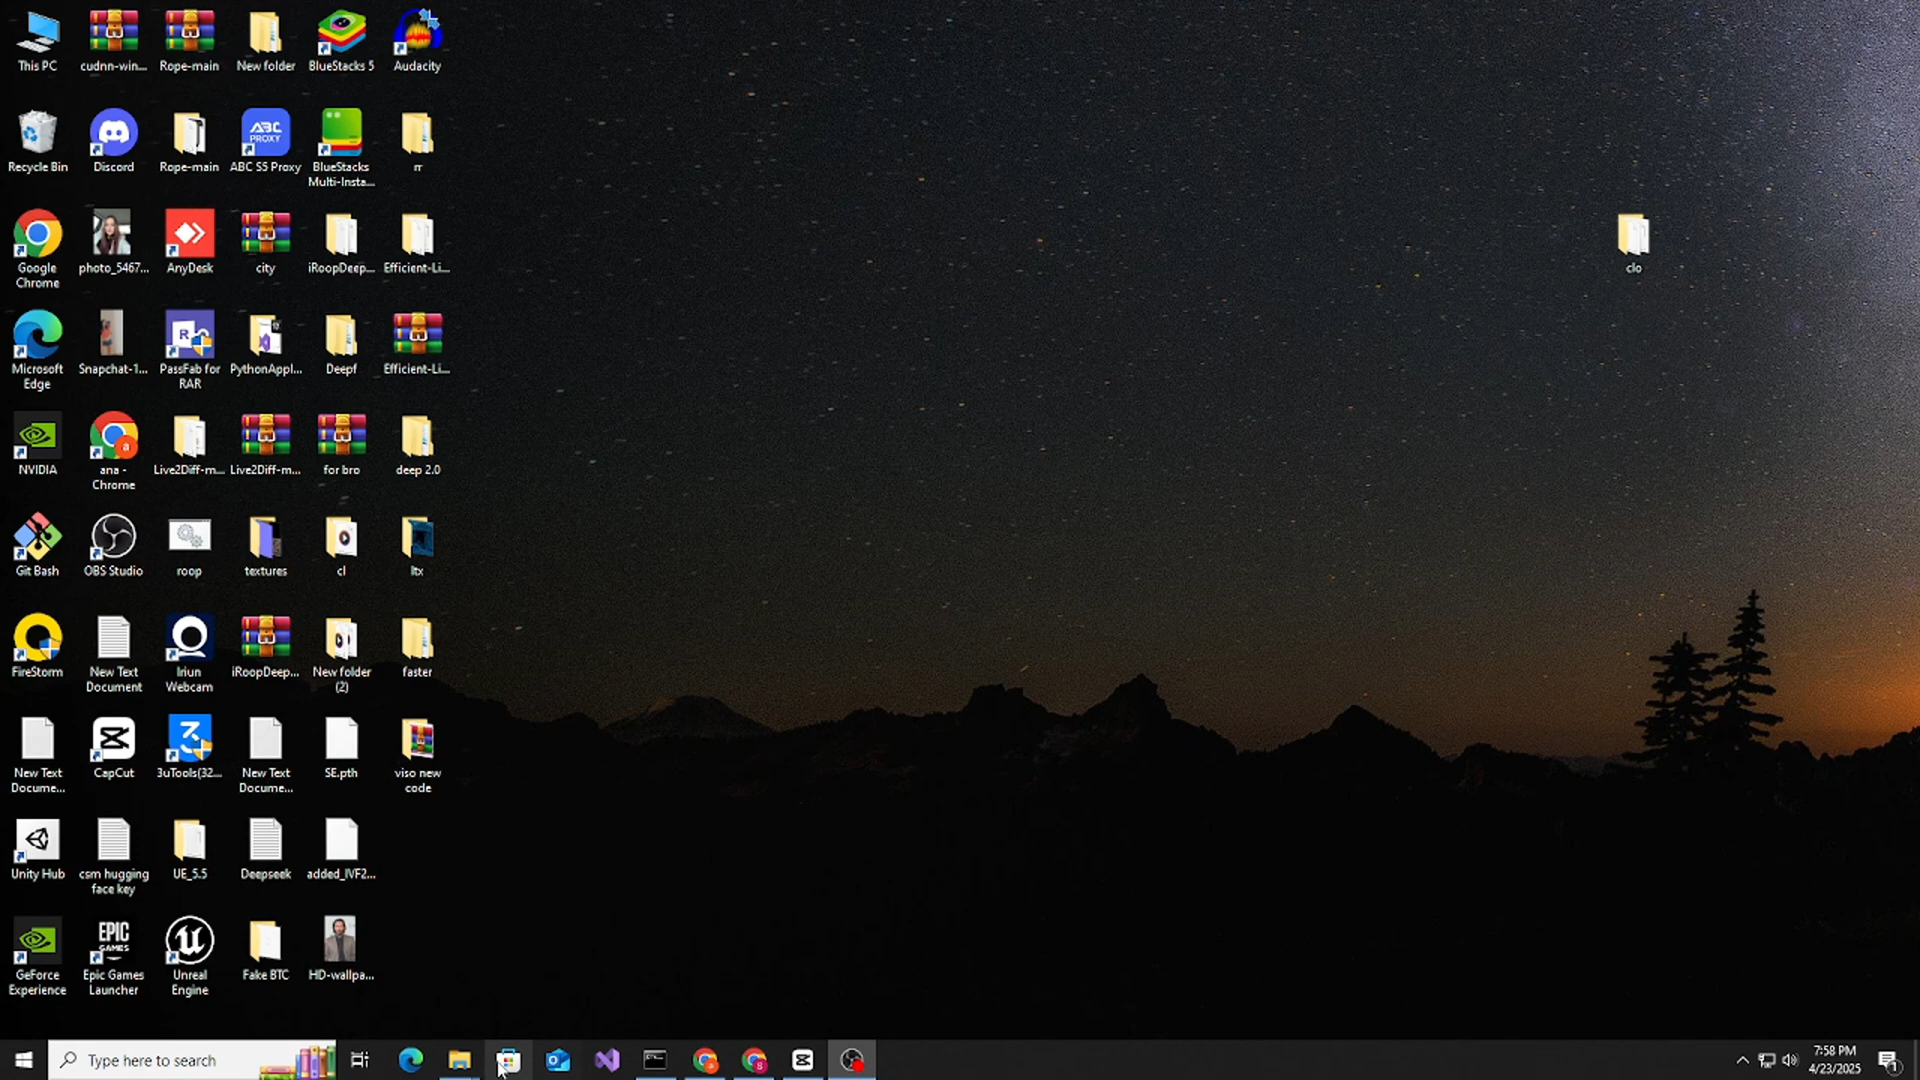 This PC
cudnn-win...
Rope-main
New folder
BlueStacks 5
Audacity
Recycle Bin
Discord
Rope-main
ABC
PROXY
ABC S5 Proxy
BlueStacks
Multi-Insta...
rr
Google
Chrome
photo_5467...
AnyDesk
city
iRoopDeep...
Efficient-Li...
clo
Microsoft
Edge
Snapchat-1...
PassFab for
RAR
PythonAppl...
Deepf
Efficient-Li...
NVIDIA
ana -
Chrome
Live2Diff-m...
Live2Diff-m...
for bro
deep 2.0
Git Bash
OBS Studio
roop
textures
cl
ltx
FireStorm
New Text
Document
Iriun
Webcam
iRoopDeep...
New folder
(2)
faster
New Text
Docume...
CapCut
3uTools(32...
New Text
Docume...
SE.pth
viso new
code
Unity Hub
csm hugging
face key
UE_5.5
Deepseek
added_IVF2...
GeForce
Experience
EPIC
GAMES
Epic Games
Launcher
Unreal
Engine
Fake BTC
HD-wallpa...
Type here to search
7:58 PM
4/23/2025
1